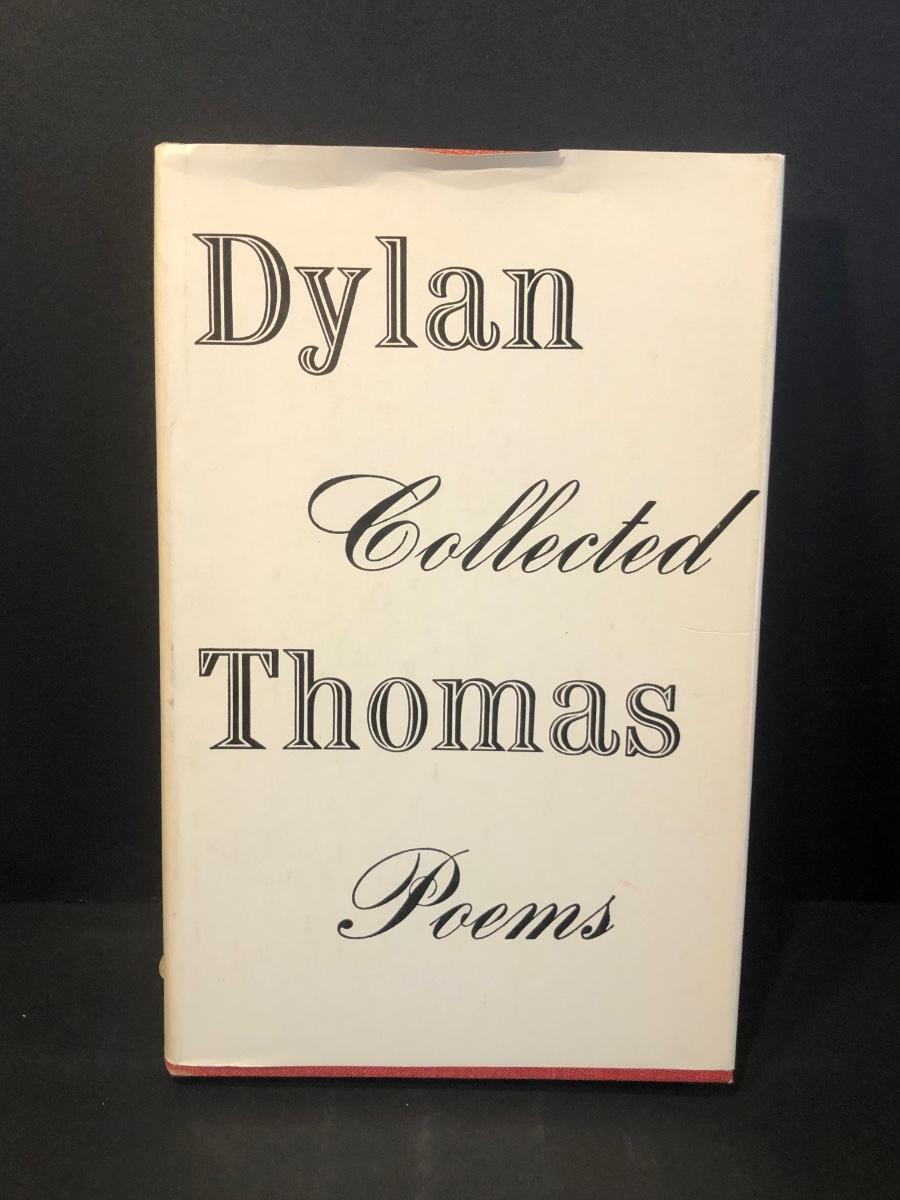 Dylan
Collected
Thomas
Poems